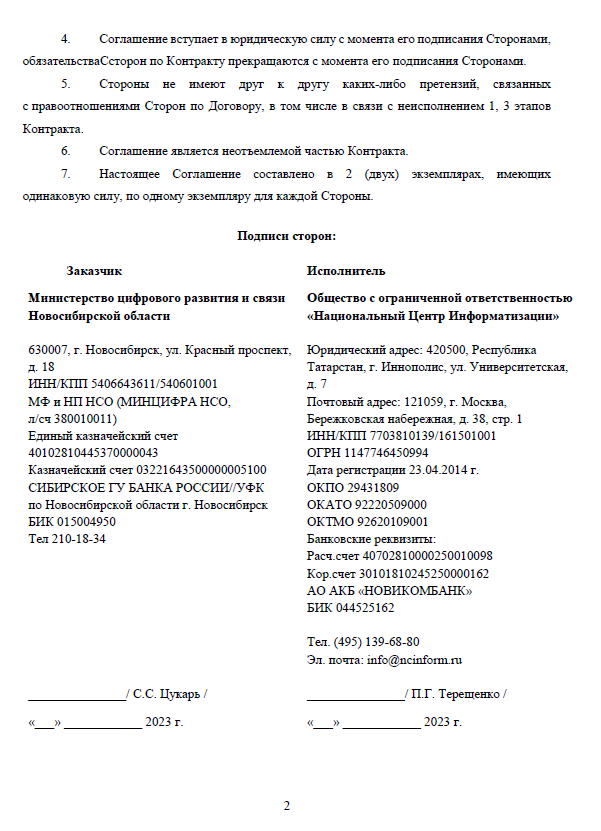 4. Соглашение вступает в юридическую силу с момента его подписания Сторонами,
обязательстваСсторон по Контракту прекращаются с момента его подписания Сторонами.
5. Стороны не имеют друг к другу каких-либо претензий, связанных
с правоотношениями Сторон по Договору, в том числе в связи с неисполнением 1, 3 этапов
Контракта.
6. Соглашение является неотъемлемой частью Контракта.
7. Настоящее Соглашение составлено в 2 (двух) экземплярах, имеющих
одинаковую силу, по одному экземпляру для каждой Стороны.
Подписи сторон:
Заказчик
Министерство цифрового развития и связи
Новосибирской области
630007, г. Новосибирск, ул. Красный проспект,
д. 18
ИНН/КПП 5406643611/540601001
МФ и НП НСО (МИНЦИФРА НСО,
л/сч 380010011)
Единый казначейский счет
40102810445370000043
Казначейский счет 03221643500000005100
СИБИРСКОЕ ГУ БАНКА РОССИИ//УФК
по Новосибирской области г. Новосибирск
БИК 015004950
Тел 210-18-34
_______________/ С.С. Цукарь /
«___» ____________ 2023 г.
Исполнитель
Общество с ограниченной ответственностью
«Национальный Центр Информатизации»
Юридический адрес: 420500, Республика
Татарстан, г. Иннополис, ул. Университетская,
д. 7
Почтовый адрес: 121059, г. Москва,
Бережковская набережная, д. 38, стр. 1
ИНН/КПП 7703810139/161501001
ОГРН 1147746450994
Дата регистрации 23.04.2014 г.
ОКПО 29431809
ОКАТО 92220509000
ОКТМО 92620109001
Банковские реквизиты:
Расч.счет 40702810000250010098
Кор.счет 30101810245250000162
АО АКБ «НОВИКОМБАНК»
БИК 044525162
Тел. (495) 139-68-80
Эл. почта: info@ncinform.ru
_______________/ П.Г. Терещенко /
«___» ____________ 2023 г.
2